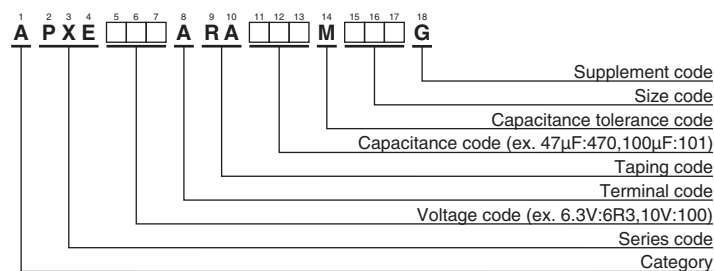 1 2 3 4 5 6 7 8 9 10 11 12 13 14 15 16 17 18
A P X E A R A M G
Supplement code
Size code
Capacitance tolerance code
Capacitance code (ex. 47μF:470,100μF:101)
Taping code
Terminal code
Voltage code (ex. 6.3V:6R3,10V:100)
Series code
Category